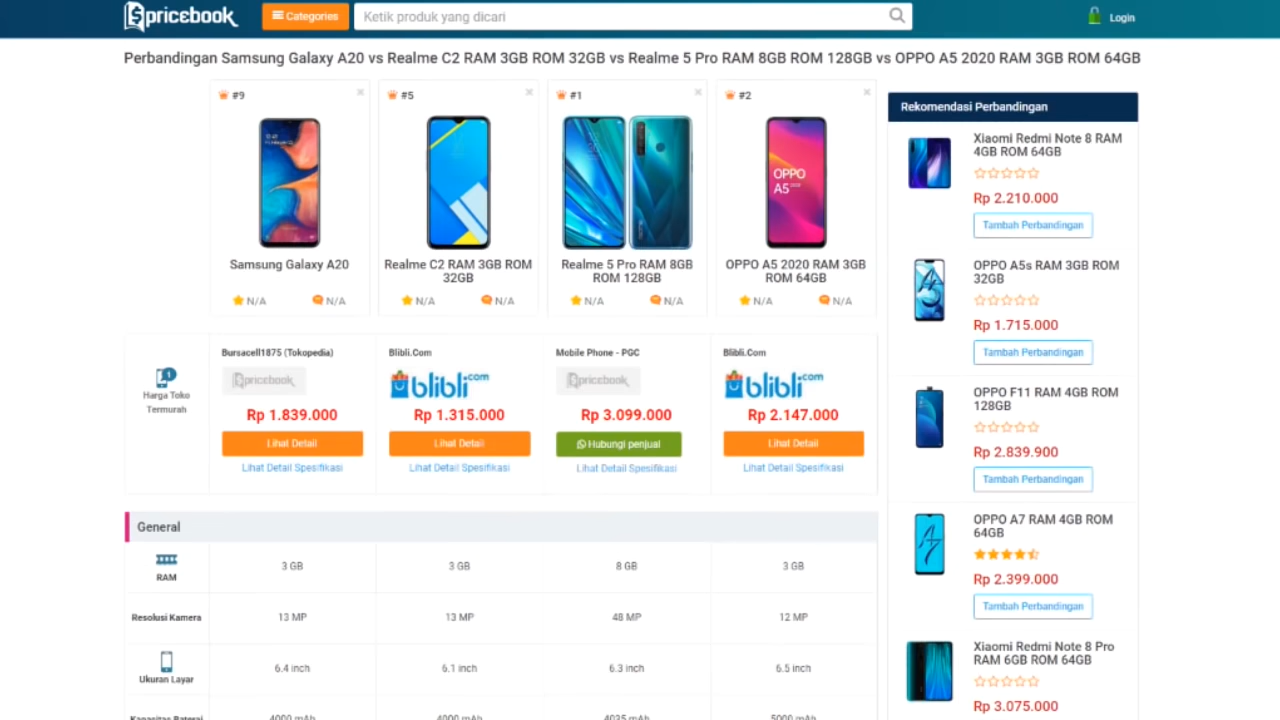 pricebook
Categories
Ketik produk yang dicari
Login
Perbandingan Samsung Galaxy A20 vs Realme C2 RAM 3GB ROM 32GB vs Realme 5 Pro RAM 8GB ROM 128GB vs OPPO A5 2020 RAM 3GB ROM 64GB
#9
#5
#1
#2
OPPO
A5 2020
Samsung Galaxy A20
Realme C2 RAM 3GB ROM
32GB
Realme 5 Pro RAM 8GB
ROM 128GB
OPPO A5 2020 RAM 3GB
ROM 64GB
N/A
N/A
N/A
N/A
N/A
N/A
N/A
N/A
Harga Toko
Termurah
Bursacell1875 (Tokopedia)
pricebook
Rp 1.839.000
Lihat Detail
Lihat Detail Spesifikasi
Blibli.Com
blibli.com
Rp 1.315.000
Lihat Detail
Lihat Detail Spesifikasi
Mobile Phone - PGC
pricebook
Rp 3.099.000
Hubungi penjual
Lihat Detail Spesifikasi
Blibli.Com
blibli.com
Rp 2.147.000
Lihat Detail
Lihat Detail Spesifikasi
General
RAM
3 GB
3 GB
8 GB
3 GB
Resolusi Kamera
13 MP
13 MP
48 MP
12 MP
Ukuran Layar
6.4 inch
6.1 inch
6.3 inch
6.5 inch
Kapasitas Baterai
4000 mAh
4000 mAh
4035 mAh
5000 mAh
Rekomendasi Perbandingan
Xiaomi Redmi Note 8 RAM
4GB ROM 64GB
Rp 2.210.000
Tambah Perbandingan
OPPO A5s RAM 3GB ROM
32GB
Rp 1.715.000
Tambah Perbandingan
OPPO F11 RAM 4GB ROM
128GB
Rp 2.839.900
Tambah Perbandingan
OPPO A7 RAM 4GB ROM
64GB
Rp 2.399.000
Tambah Perbandingan
Xiaomi Redmi Note 8 Pro
RAM 6GB ROM 64GB
Rp 3.075.000